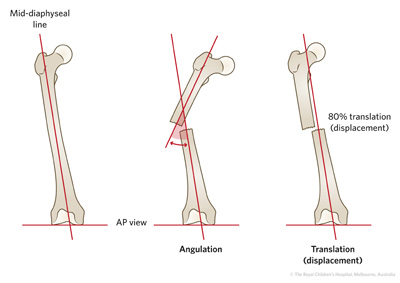 Mid-diaphyseal
line
80% translation
(displacement)
AP view
Angulation
Translation
(displacement)
© The Royal Children's Hospital, Melbourne, Australia